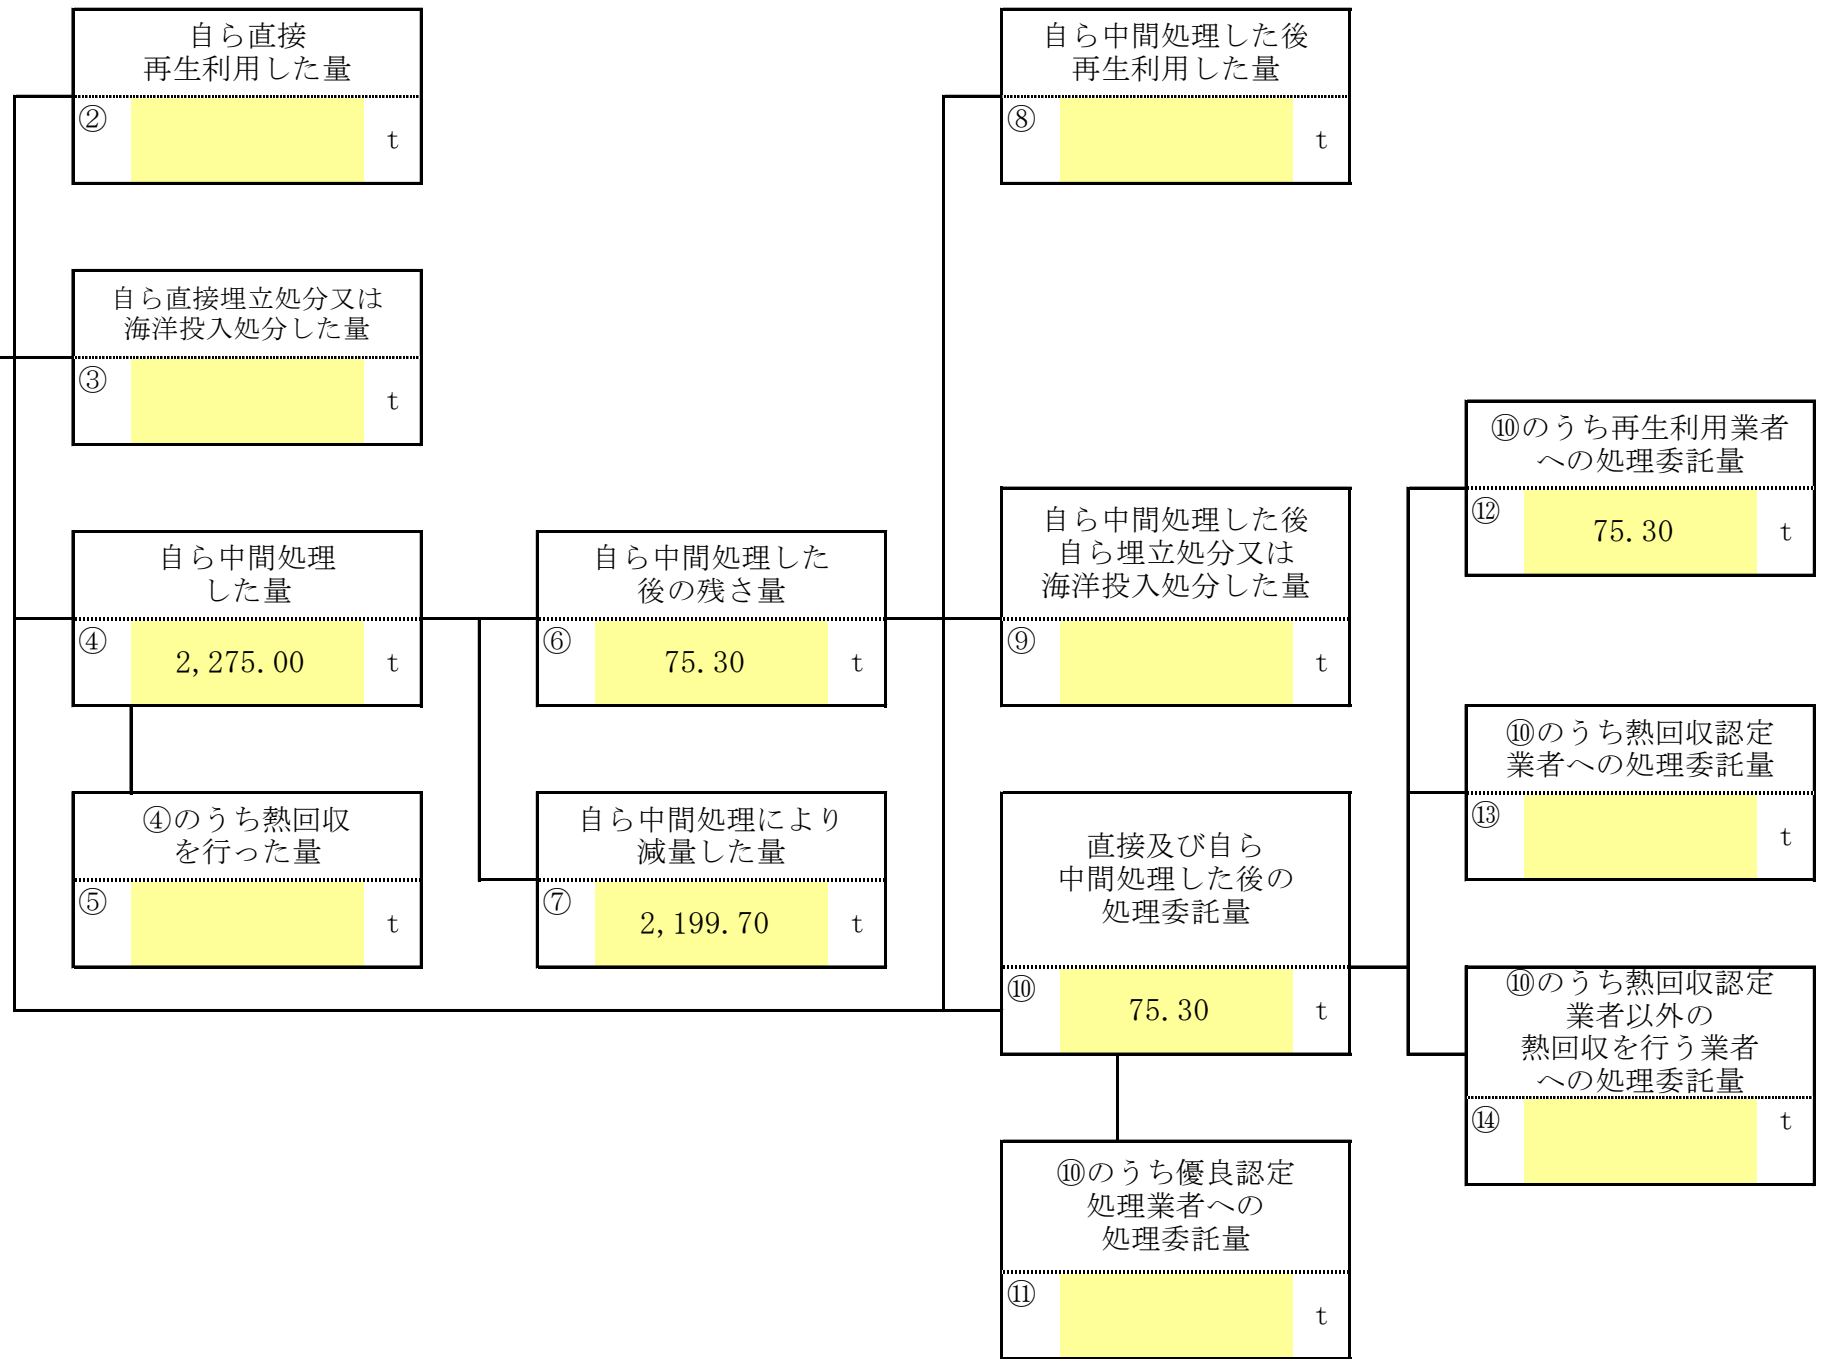 自ら直接
再生利用した量
②
t
自ら中間処理した後
再生利用した量
⑧
t
自ら直接埋立処分又は
海洋投入処分した量
③
t
⑩のうち再生利用業者
への処理委託量
⑫
75.30 t
自ら中間処理
した量
④
2,275.00 t
自ら中間処理した
後の残さ量
⑥
75.30 t
自ら中間処理した後
自ら埋立処分又は
海洋投入処分した量
⑨
t
⑩のうち熱回収認定
業者への処理委託量
⑬
t
④のうち熱回収
を行った量
⑤
t
自ら中間処理により
減量した量
⑦
2,199.70 t
直接及び自ら
中間処理した後の
処理委託量
⑩
75.30 t
⑩のうち熱回収認定
業者以外の
熱回収を行う業者
への処理委託量
⑭
t
⑩のうち優良認定
処理業者への
処理委託量
⑪
t